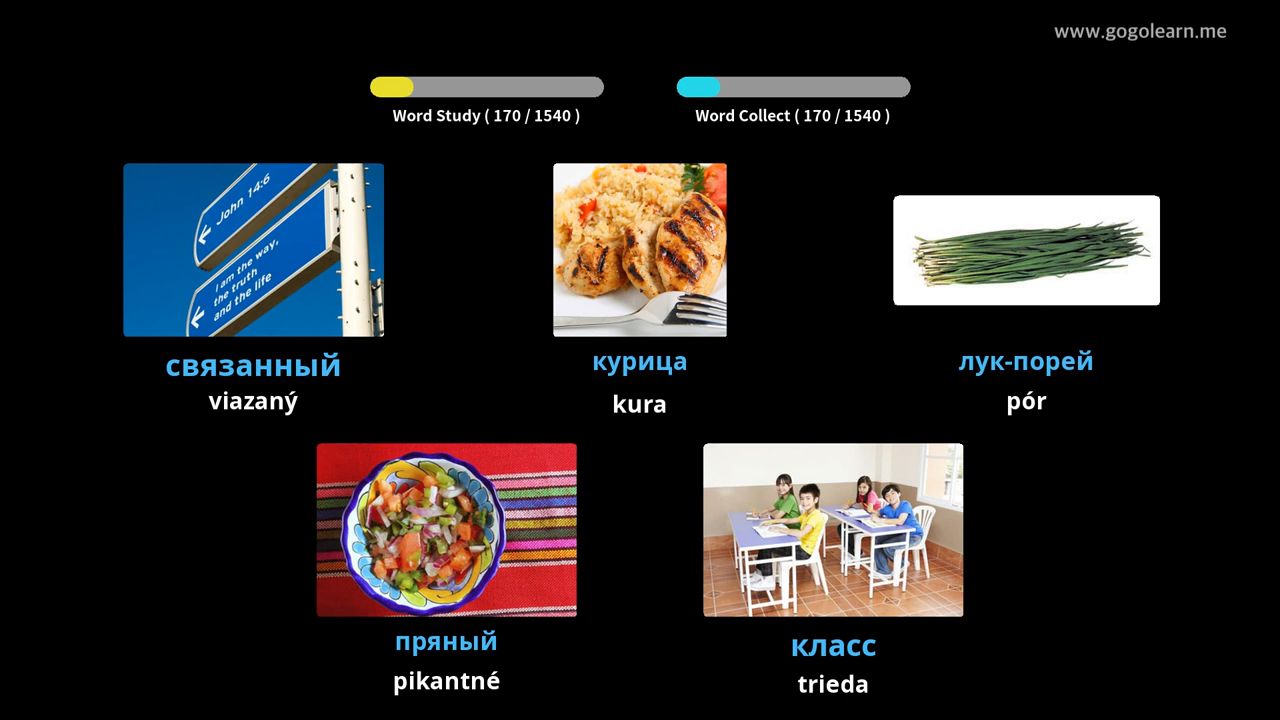 www.gogolearn.me
Word Study ( 170 / 1540 )
Word Collect ( 170 / 1540 )
John 14:6
I am the way,
the truth
and the life
связанный
viazaný
курица
kura
лук-порей
pór
пряный
pikantné
класс
trieda